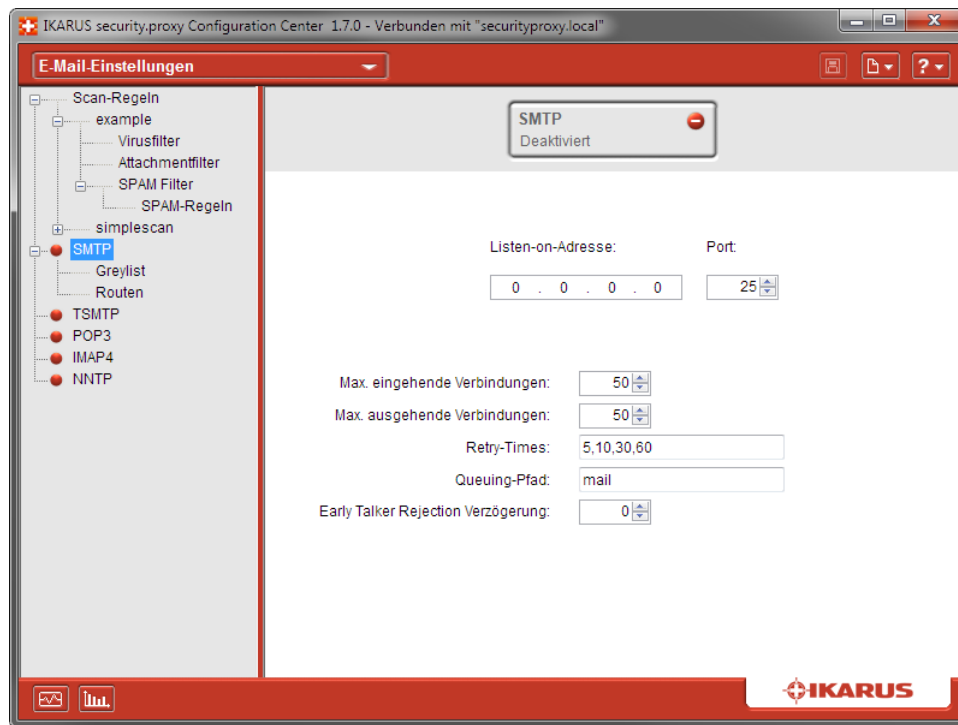 IKARUS security.proxy Configuration Center 1.7.0 - Verbunden mit "securityproxy.local"
E-Mail-Einstellungen
?
Scan-Regeln
example
Virusfilter
Attachmentfilter
SPAM Filter
SPAM-Regeln
simplescan
SMTP
Greylist
Routen
TSMTP
POP3
IMAP4
NNTP
SMTP
Deaktiviert
Listen-on-Adresse: Port:
0 . 0 . 0 . 0 25
Max. eingehende Verbindungen: 50
Max. ausgehende Verbindungen: 50
Retry-Times: 5,10,30,60
Queuing-Pfad: mail
Early Talker Rejection Verzögerung: 0
IKARUS